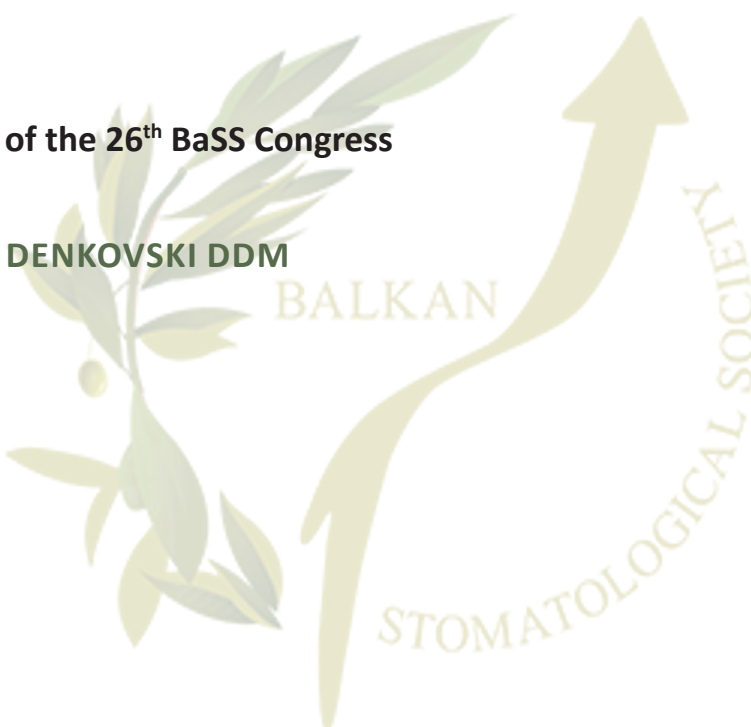 of the 26th BaSS Congress
DENKOVSKI DDM
BALKAN
STOMATOLOGICAL SOCIETY